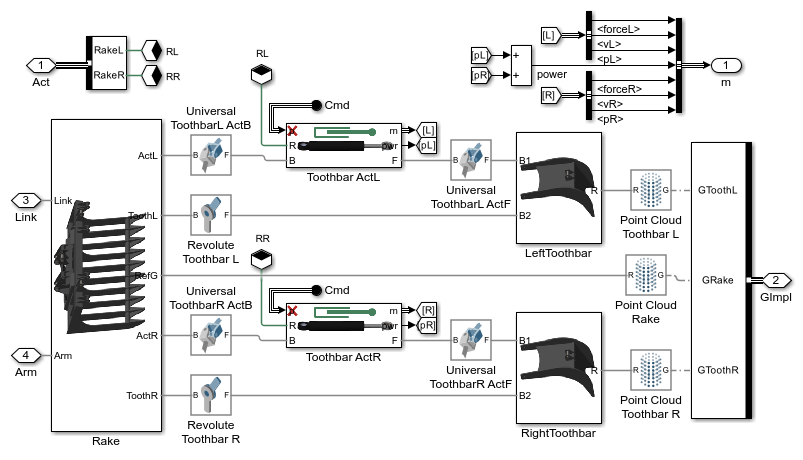 1
Act
RakeL
RakeR
RL
RR
[pL]
[pR]
+
+
power
[L]
<forceL>
<vL>
<pL>
[R]
<forceR>
<vR>
<pR>
1
m
RL
Universal
ToothbarL ActB
B F
Cmd
R
B
m
pwr
F
[L]
[pL]
Toothbar ActL
B F
Universal
ToothbarL ActF
B1
B2
R
LeftToothbar
R G
Point Cloud
Toothbar L
3
Link
4
Arm
Link
Arm
ActL
ToothL
RefG
ActR
ToothR
Rake
B F
Revolute
Toothbar L
RR
R G
Point Cloud
Rake
GToothL
GRake
GToothR
2
GImpl
Universal
ToothbarR ActB
B F
Cmd
R
B
m
pwr
F
[R]
[pR]
Toothbar ActR
B F
Universal
ToothbarR ActF
B1
B2
R
RightToothbar
R G
Point Cloud
Toothbar R
B F
Revolute
Toothbar R